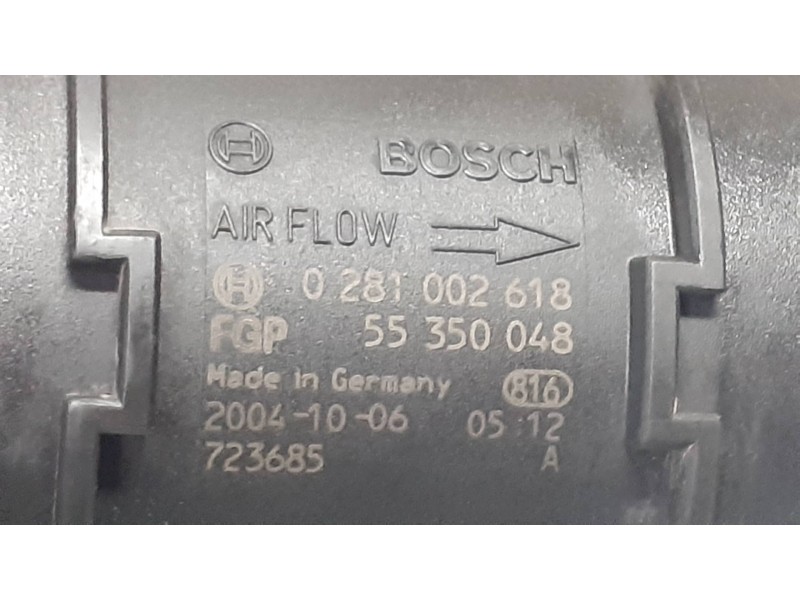 BOSCH
AIR FLOW
0 281 002 618
FGP 55 350 048
Made in Germany 816
2004-10-06 05:12
723685 A